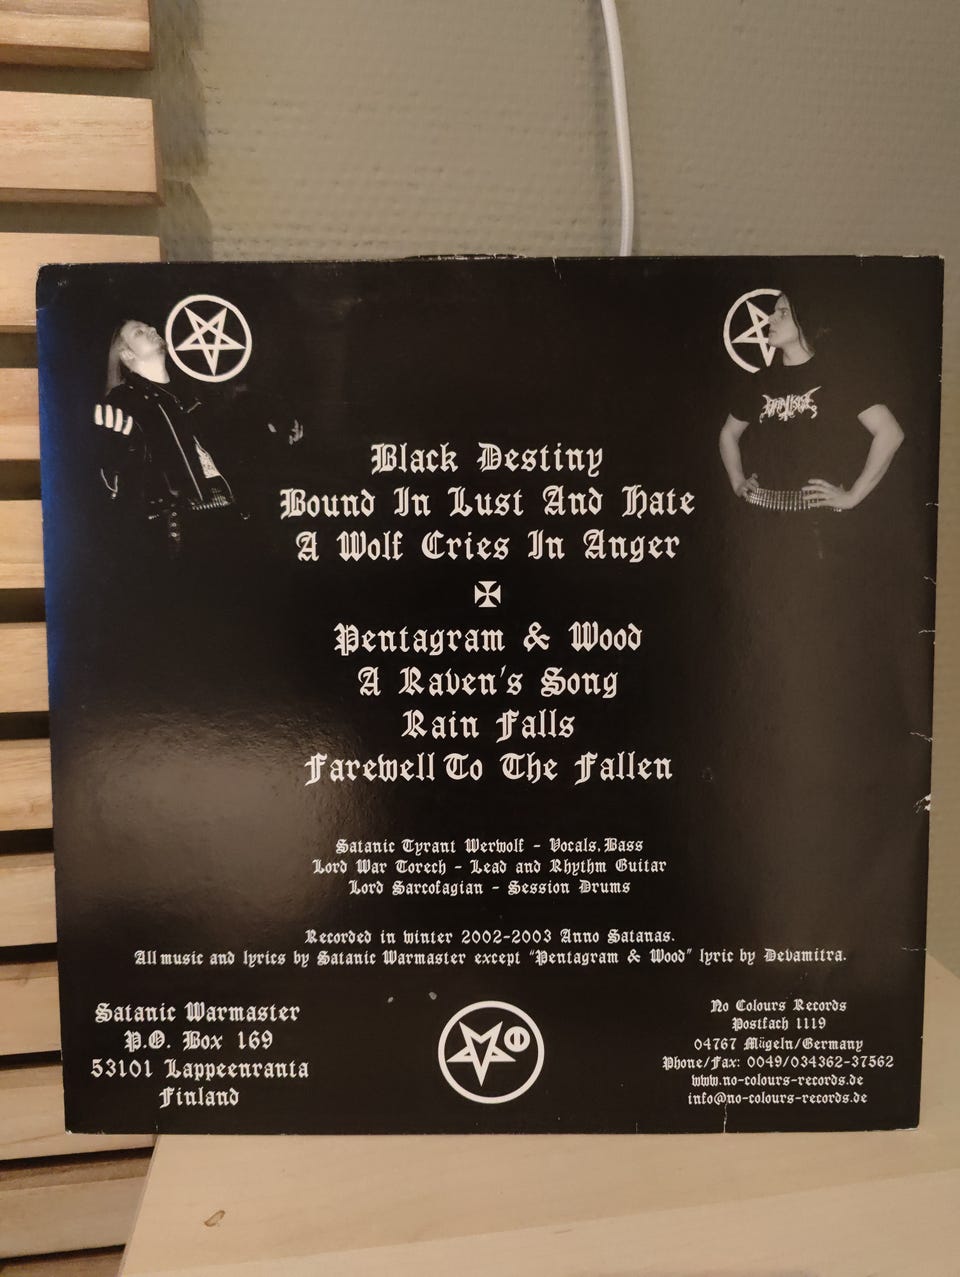 Black Destiny
Bound In Lust And Hate
A Wolf Cries In Anger
Pentagram & Wood
A Raven's Song
Rain Falls
Farewell To The Fallen
Satanic Tyrant Werwolf - Vocals, Bass
Lord War Torech - Lead and Rhythm Guitar
Lord Sarcofagian - Session Drums
Recorded in winter 2002-2003 Anno Satanas.
All music and lyrics by Satanic Warmaster except "Pentagram & Wood" lyric by Devamitra.
Satanic Warmaster
P.O. Box 169
53101 Lappeenranta
Finland
No Colours Records
Postfach 1119
04767 Mügeln/Germany
Phone/Fax: 0049/034362-37562
www.no-colours-records.de
info@no-colours-records.de